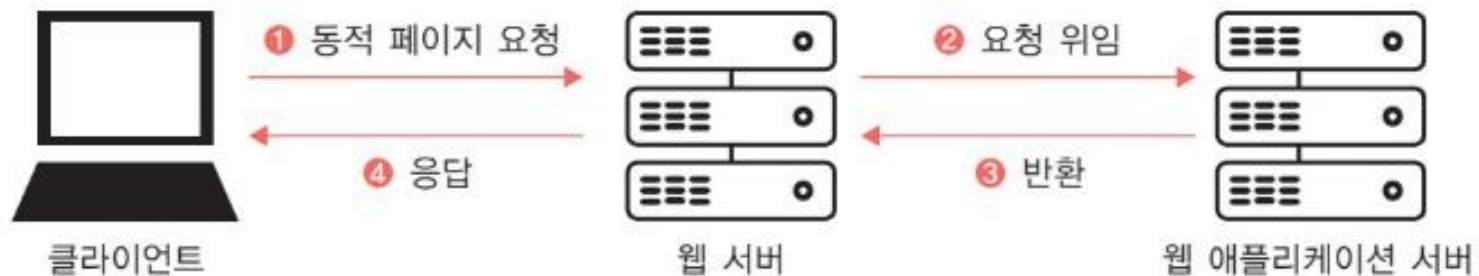 ❶ 동적 페이지 요청
❷ 요청 위임
❹ 응답
❸ 반환
클라이언트
웹 서버
웹 애플리케이션 서버